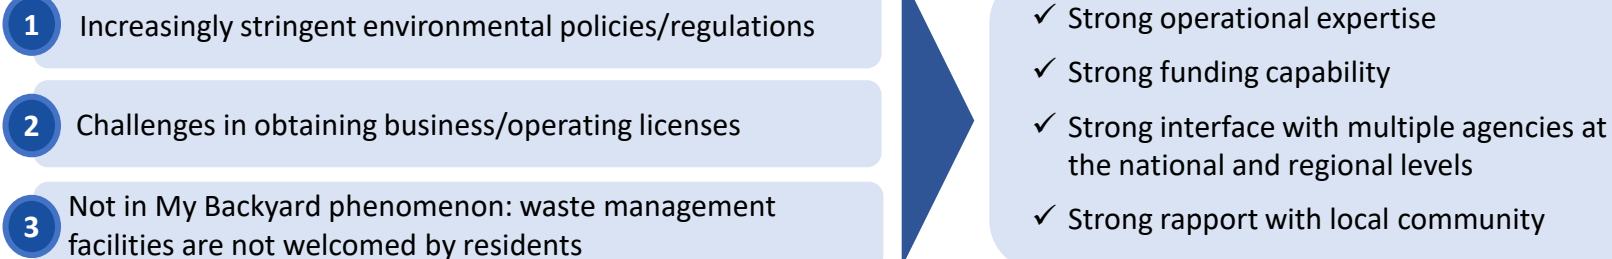 1 Increasingly stringent environmental policies/regulations
2 Challenges in obtaining business/operating licenses
3 Not in My Backyard phenomenon: waste management
facilities are not welcomed by residents
✓ Strong operational expertise
✓ Strong funding capability
✓ Strong interface with multiple agencies at
the national and regional levels
✓ Strong rapport with local community